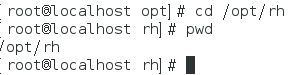 [ root@localhost opt] # cd /opt/rh
[ root@localhost rh] # pwd
/opt/rh
[ root@localhost rh] #